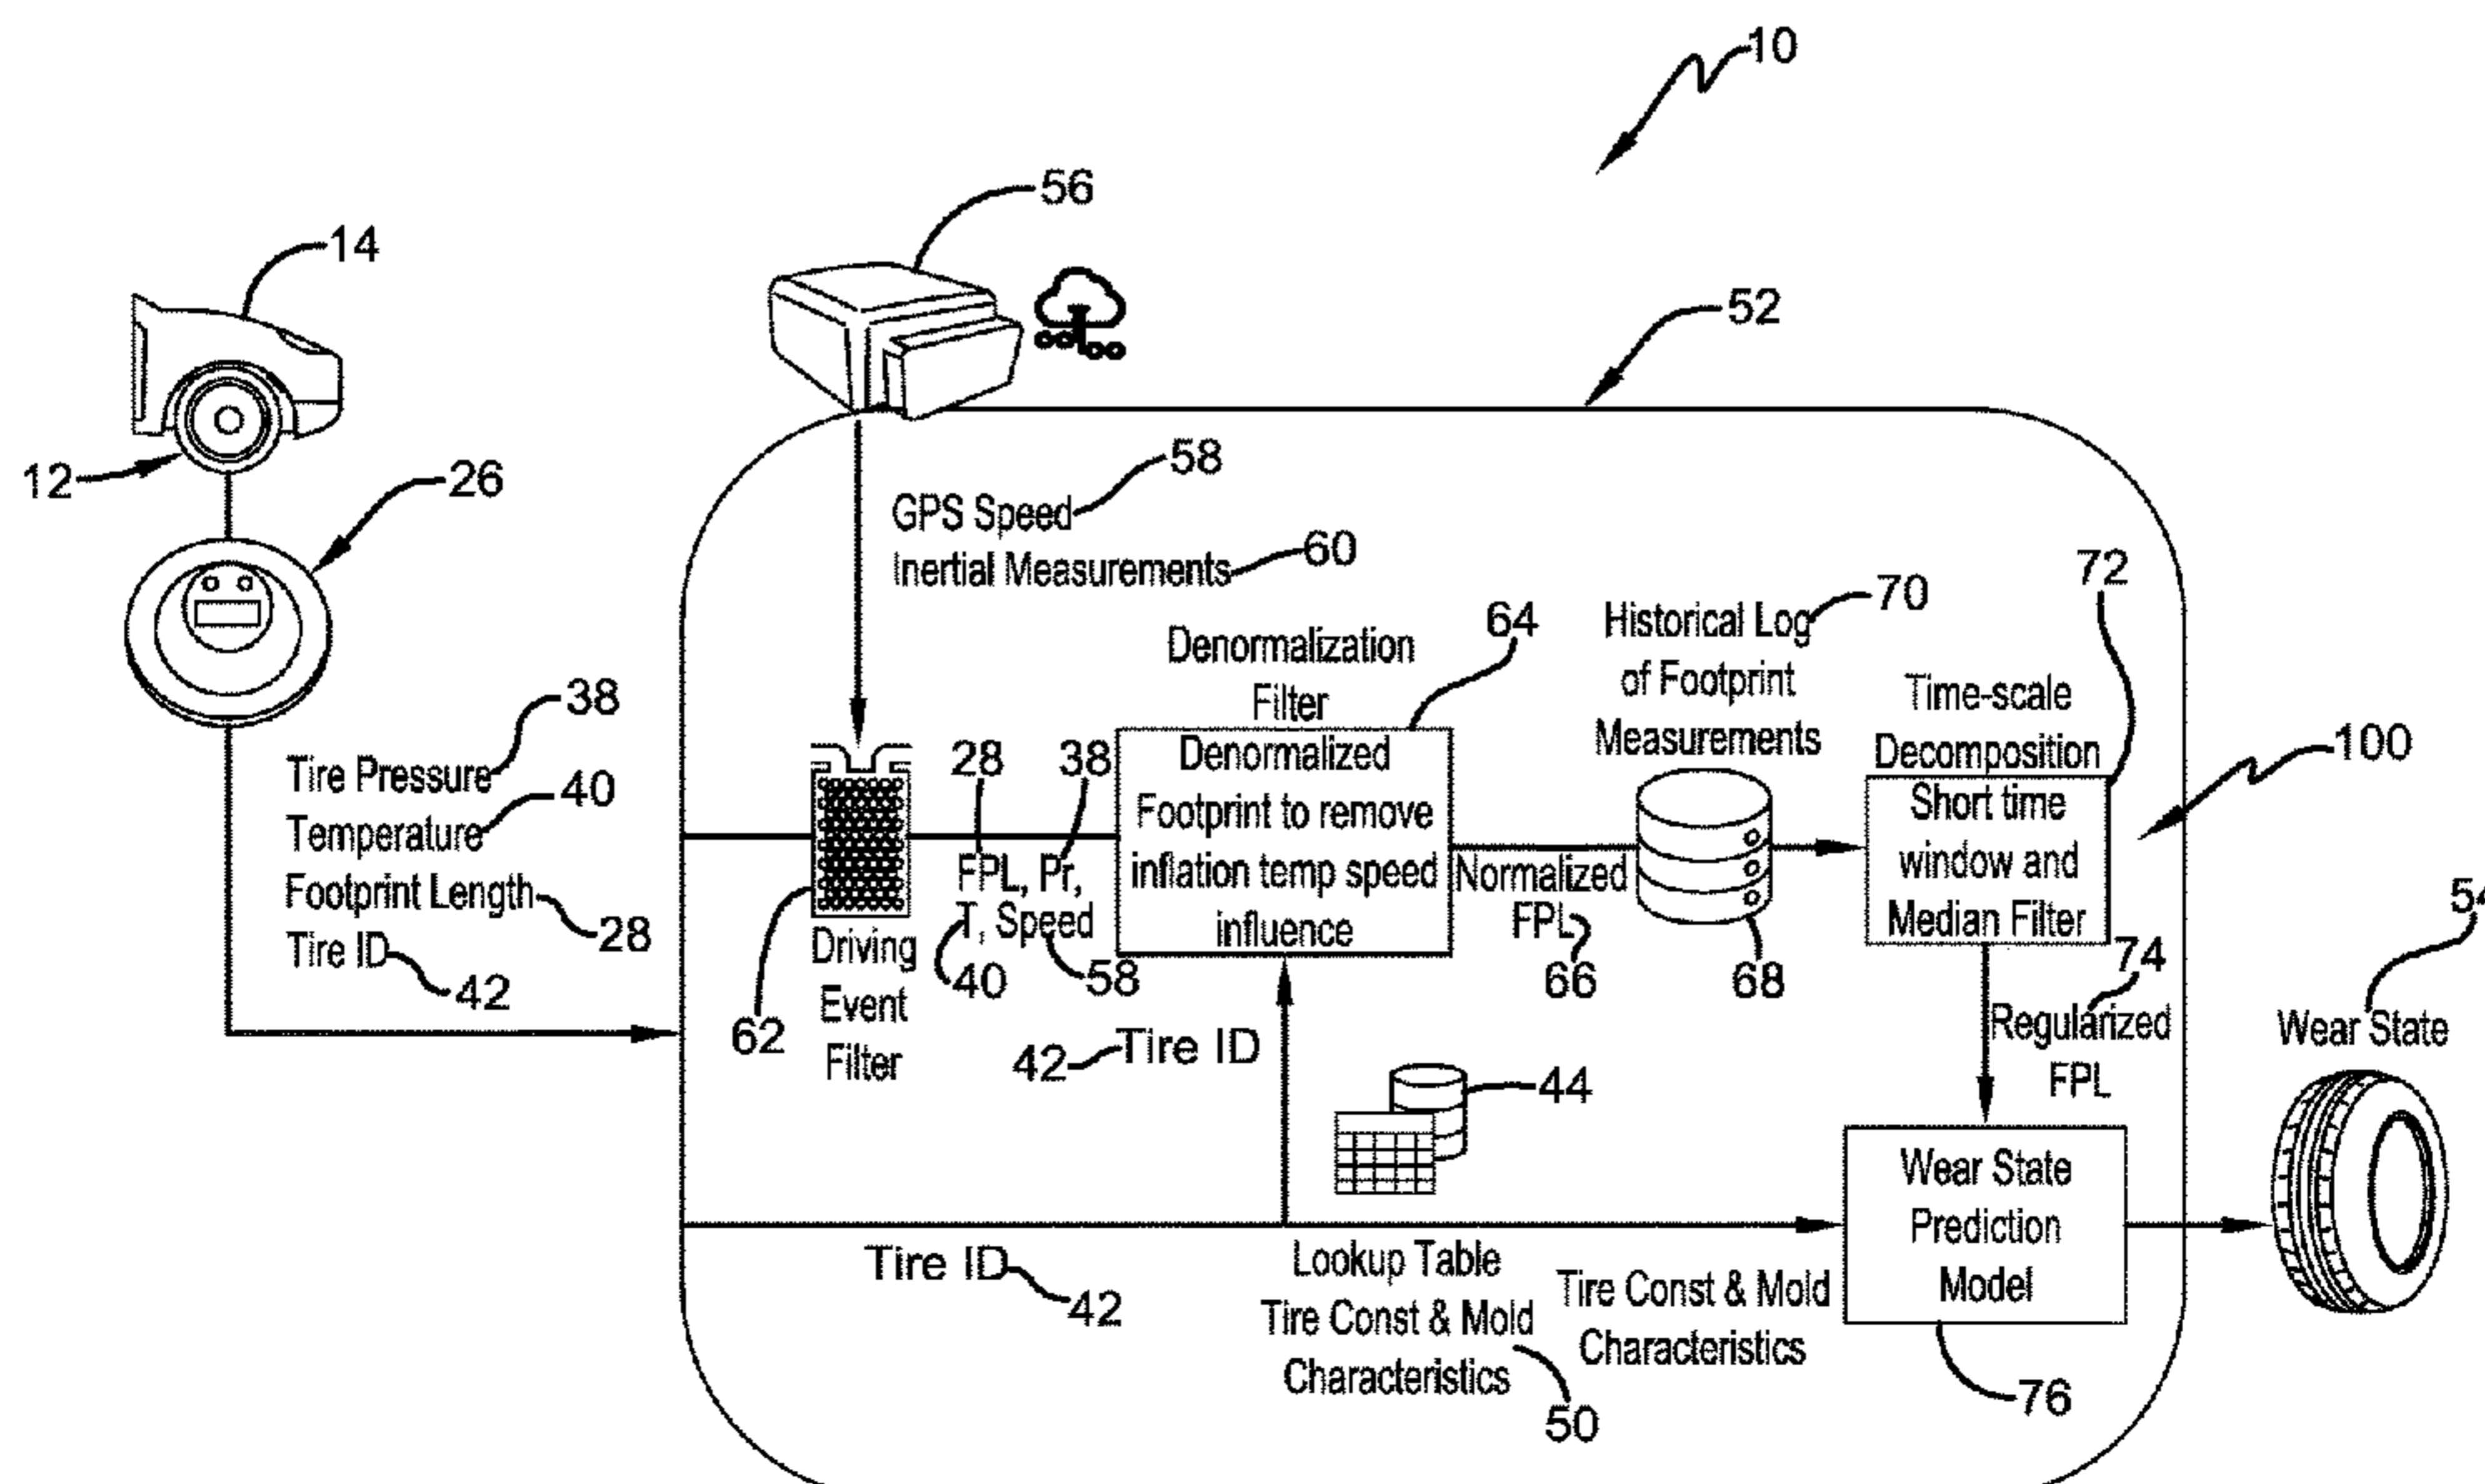 10
56
14
52
12
26
GPS Speed 58
Inertial Measurements 60
Tire Pressure 38
Temperature 40
Footprint Length 28
Tire ID 42
62
Driving
Event
Filter
28 38
FPL, Pr,
T, Speed
40 58
Denormalization
Filter
64
Denormalized
Footprint to remove
inflation temp speed
influence
Normalized
FPL
66
Historical Log 70
of Footprint
Measurements
68
72
Time-scale
Decomposition
Short time
window and
Median Filter
100
74
Regularized
FPL
54
Wear State
42 Tire ID
44
Tire ID 42
Lookup Table
Tire Const & Mold
Characteristics
50
Tire Const & Mold
Characteristics
Wear State
Prediction
Model
76